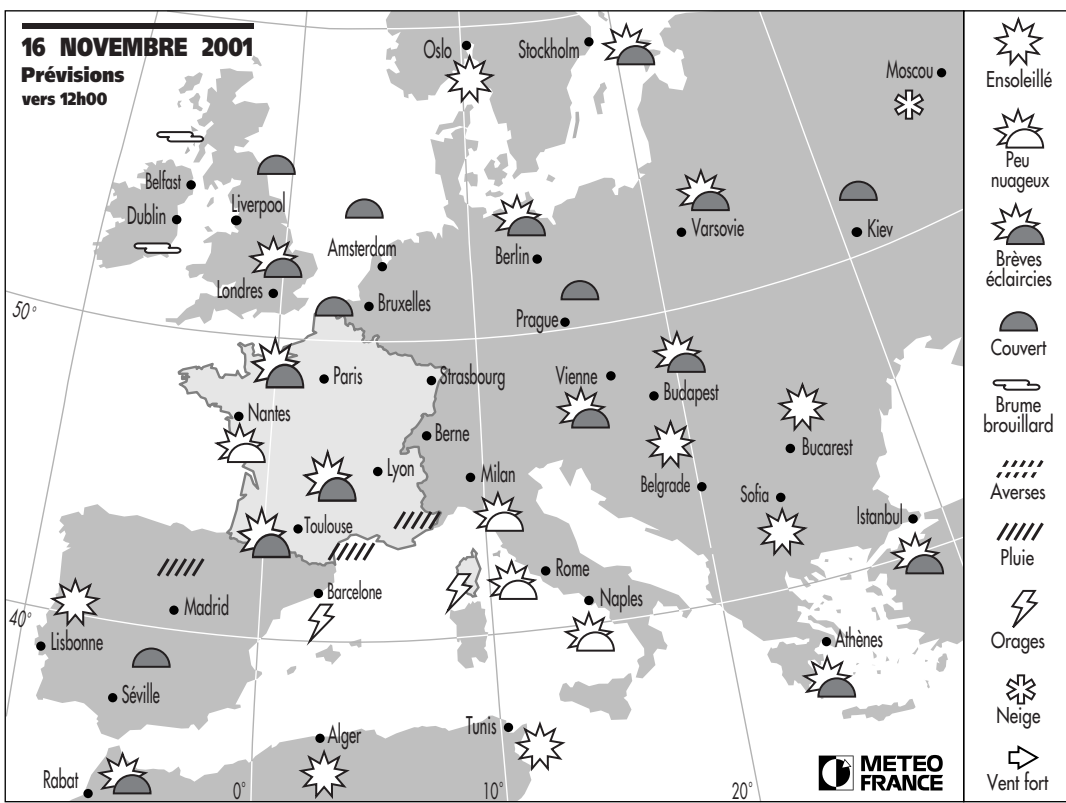 16 NOVEMBRE 2001
Prévisions
vers 12h00
Oslo
Stockholm
Moscou
Belfast
Dublin
Liverpool
Amsterdam
Londres
Bruxelles
Berlin
Varsovie
Kiev
Prague
50°
Paris
Strasbourg
Vienne
Budapest
Nantes
Berne
Lyon
Milan
Belgrade
Bucarest
Sofia
Istanbul
Toulouse
Madrid
Barcelone
Rome
Naples
40°
Lisbonne
Séville
Athènes
Alger
Tunis
Rabat
0°
10°
20°
METEO
FRANCE
Ensoleillé
Peu
nuageux
Brèves
éclaircies
Couvert
Brume
brouillard
Averses
Pluie
Orages
Neige
Vent fort